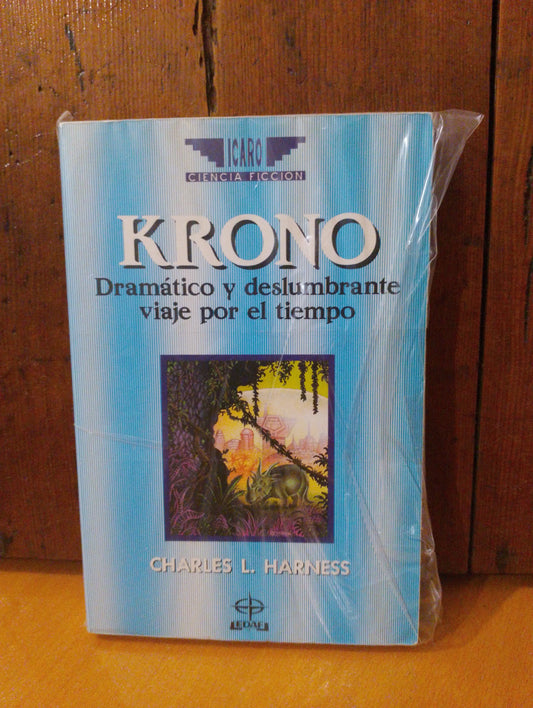 ICARO
CIENCIA FICCION
KRONO
Dramático y deslumbrante
viaje por el tiempo
CHARLES L. HARNESS
EDAF